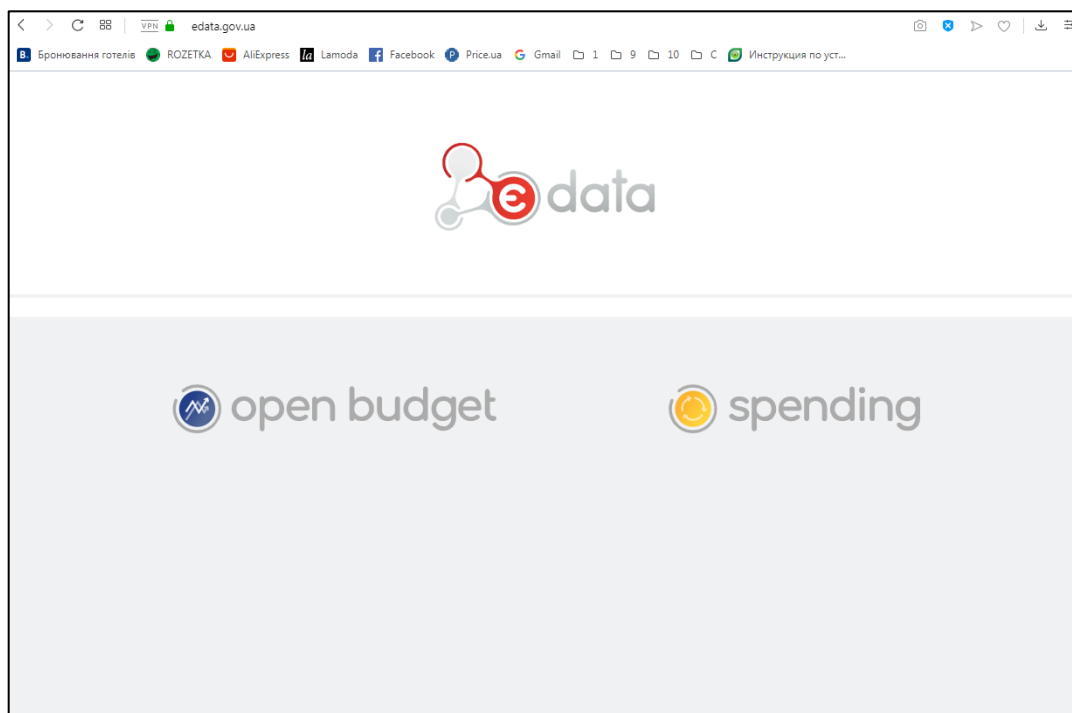 VPN edata.gov.ua
B. Бронювання готелів ROZETKA AliExpress la Lamoda f Facebook P Price.ua G Gmail 1 9 10 C Инструкция по уст...
є data
open budget spending